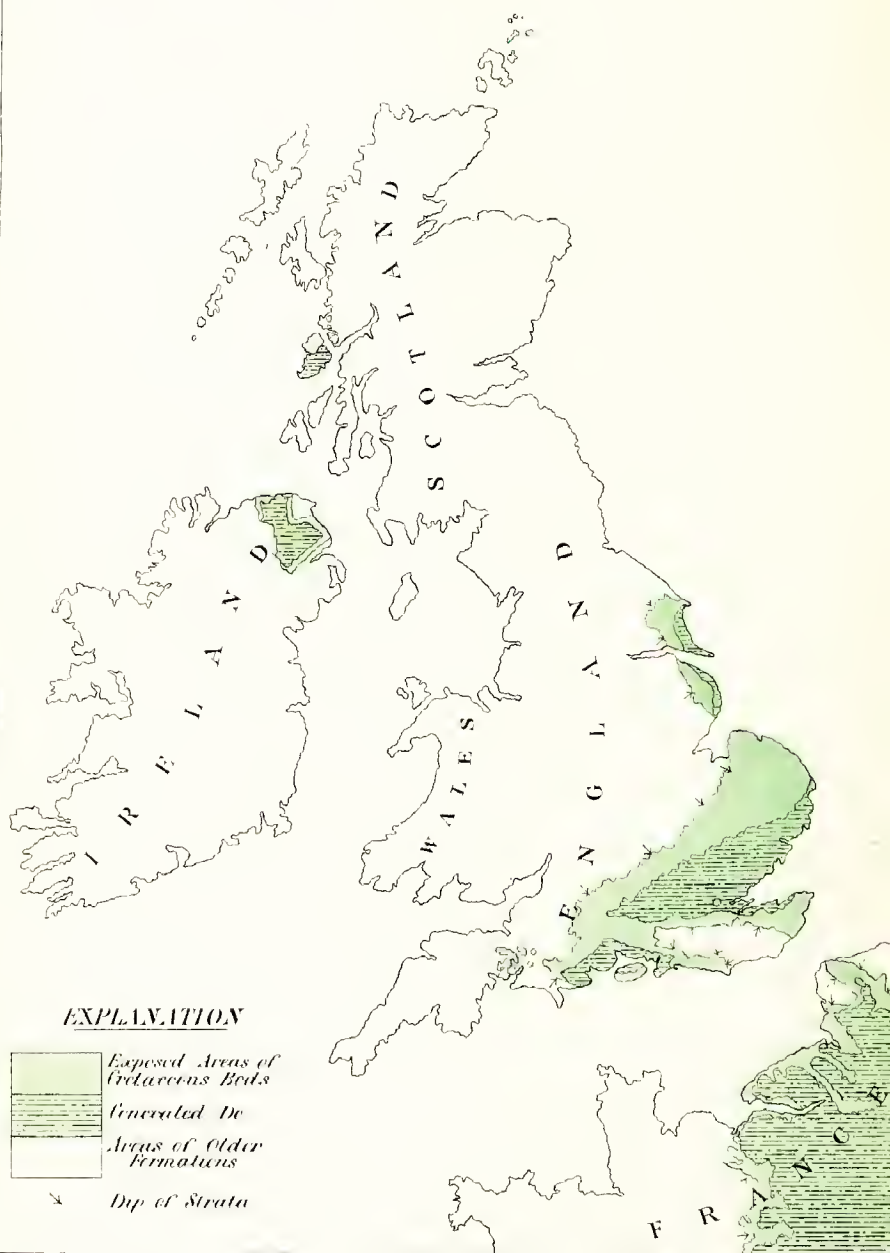 SCOTLAND
IRELAND
ENGLAND
WALES
FRANCE
EXPLANATION
Exposed Areas of
Cretaceous Beds
Concealed Do
Areas of Older
Formations
Dip of Strata